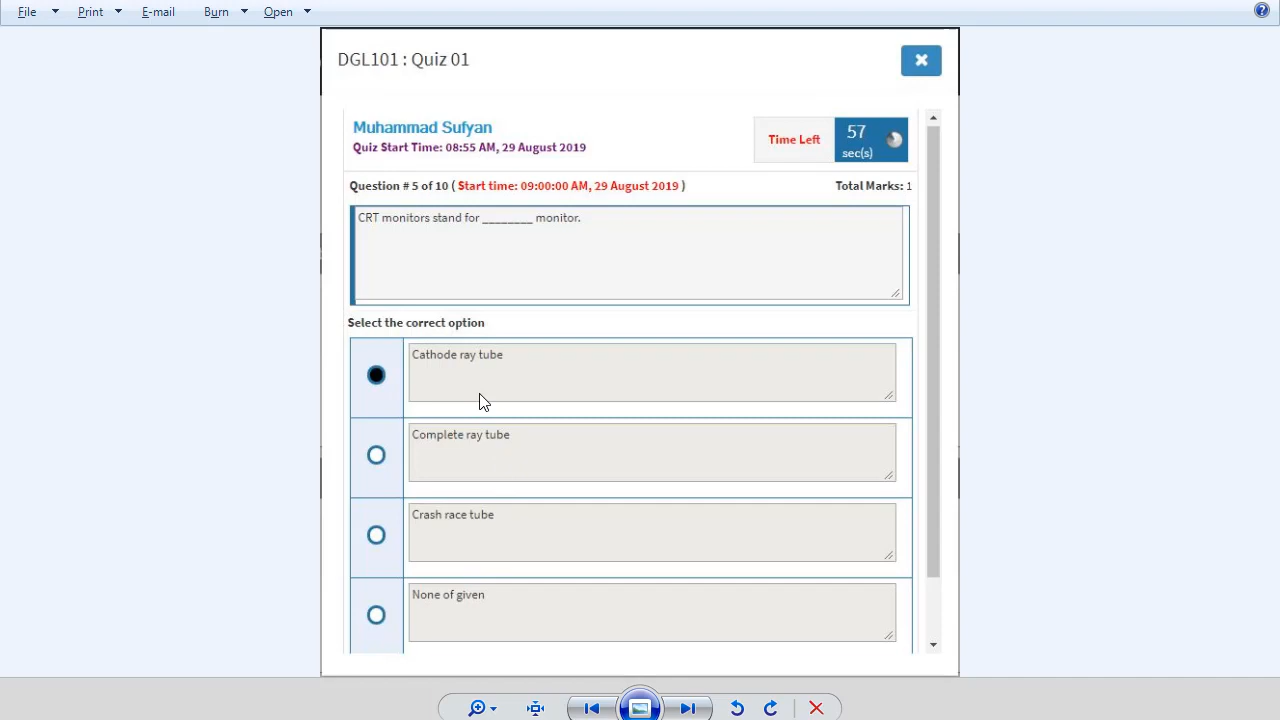 File Print E-mail Burn Open
DGL101 : Quiz 01
Muhammad Sufyan
Quiz Start Time: 08:55 AM, 29 August 2019
Time Left
57
sec(s)
Question # 5 of 10 ( Start time: 09:00:00 AM, 29 August 2019 ) Total Marks: 1
CRT monitors stand for ________ monitor.
Select the correct option
Cathode ray tube
Complete ray tube
Crash race tube
None of given